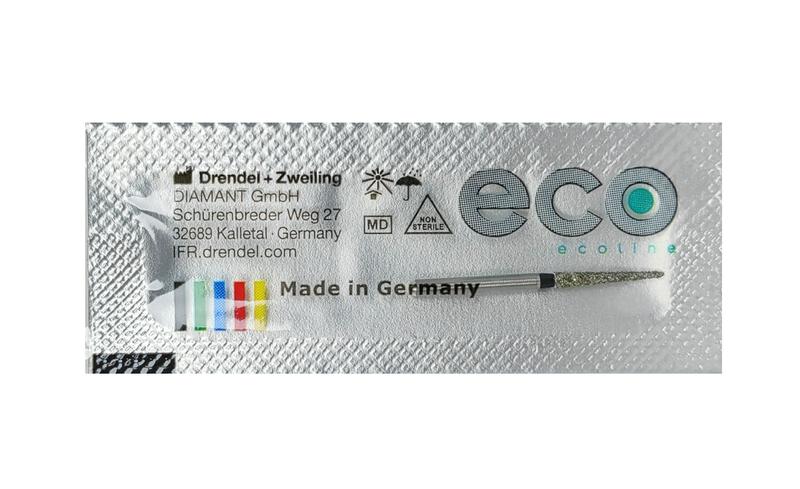 Drendel + Zweiling
DIAMANT GmbH
Schürenbreder Weg 27
32689 Kalletal · Germany
IFR.drendel.com
MD
NON
STERILE
eco
ecoline
Made in Germany